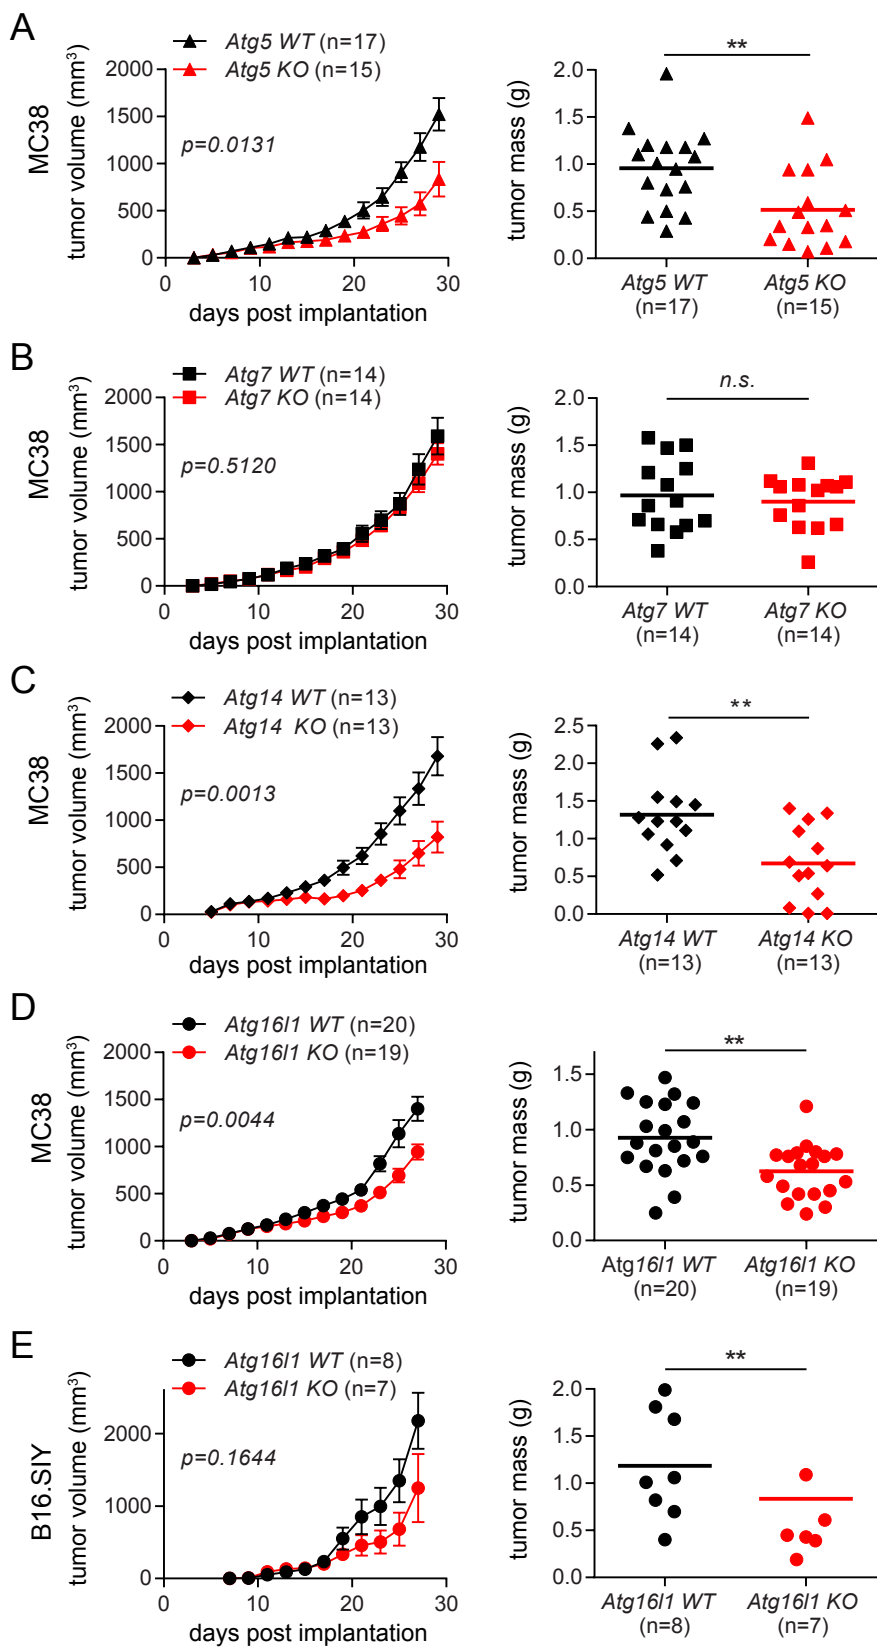 A
MC38
tumor volume (mm³)
2000
1500
1000
500
0
0 10 20 30
days post implantation
Atg5 WT (n=17)
Atg5 KO (n=15)
p=0.0131
tumor mass (g)
2.0
1.5
1.0
0.5
0.0
**
Atg5 WT
(n=17)
Atg5 KO
(n=15)
B
MC38
tumor volume (mm³)
2000
1500
1000
500
0
0 10 20 30
days post implantation
Atg7 WT (n=14)
Atg7 KO (n=14)
p=0.5120
tumor mass (g)
2.0
1.5
1.0
0.5
0.0
n.s.
Atg7 WT
(n=14)
Atg7 KO
(n=14)
C
MC38
tumor volume (mm³)
2000
1500
1000
500
0
0 10 20 30
days post implantation
Atg14 WT (n=13)
Atg14 KO (n=13)
p=0.0013
tumor mass (g)
2.5
2.0
1.5
1.0
0.5
0.0
**
Atg14 WT
(n=13)
Atg14 KO
(n=13)
D
MC38
tumor volume (mm³)
2000
1500
1000
500
0
0 10 20 30
days post implantation
Atg16l1 WT (n=20)
Atg16l1 KO (n=19)
p=0.0044
tumor mass (g)
1.5
1.0
0.5
0.0
**
Atg16l1 WT
(n=20)
Atg16l1 KO
(n=19)
E
B16.SIY
tumor volume (mm³)
2000
1000
0
0 10 20 30
days post implantation
Atg16l1 WT (n=8)
Atg16l1 KO (n=7)
p=0.1644
tumor mass (g)
2.0
1.5
1.0
0.5
0.0
**
Atg16l1 WT
(n=8)
Atg16l1 KO
(n=7)